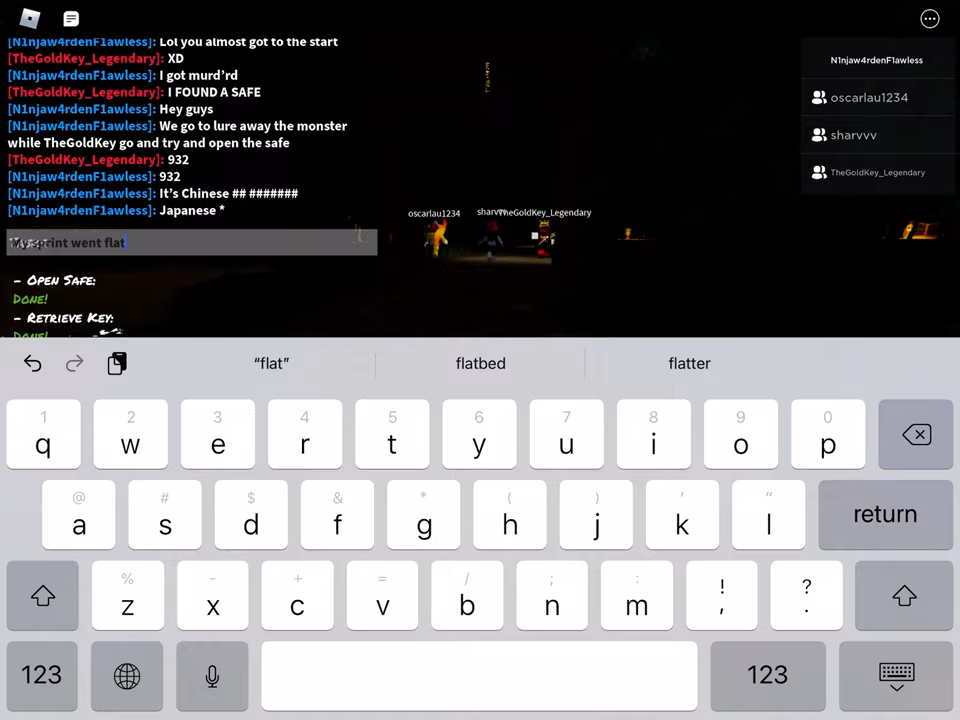 [N1njaw4rdenF1awless]: Lol you almost got to the start
[TheGoldKey_Legendary]: XD
[N1njaw4rdenF1awless]: I got murd’rd
[TheGoldKey_Legendary]: I FOUND A SAFE
[N1njaw4rdenF1awless]: Hey guys
[N1njaw4rdenF1awless]: We go to lure away the monster
while TheGoldKey go and try and open the safe
[TheGoldKey_Legendary]: 932
[N1njaw4rdenF1awless]: 932
[N1njaw4rdenF1awless]: It’s Chinese ## #######
[N1njaw4rdenF1awless]: Japanese *
My sprint went flat
- Open Safe:
Done!
- Retrieve Key:
Done!
N1njaw4rdenF1awless
oscarlau1234
sharvvv
TheGoldKey_Legendary
oscarlau1234 TheGoldKey_Legendary
“flat” flatbed flatter
1 2 3 4 5 6 7 8 9 0
q w e r t y u i o p
@ # $ & * ( ) ’ ”
a s d f g h j k l return
% - + = / ; : ! ?
z x c v b n m , .
123 123